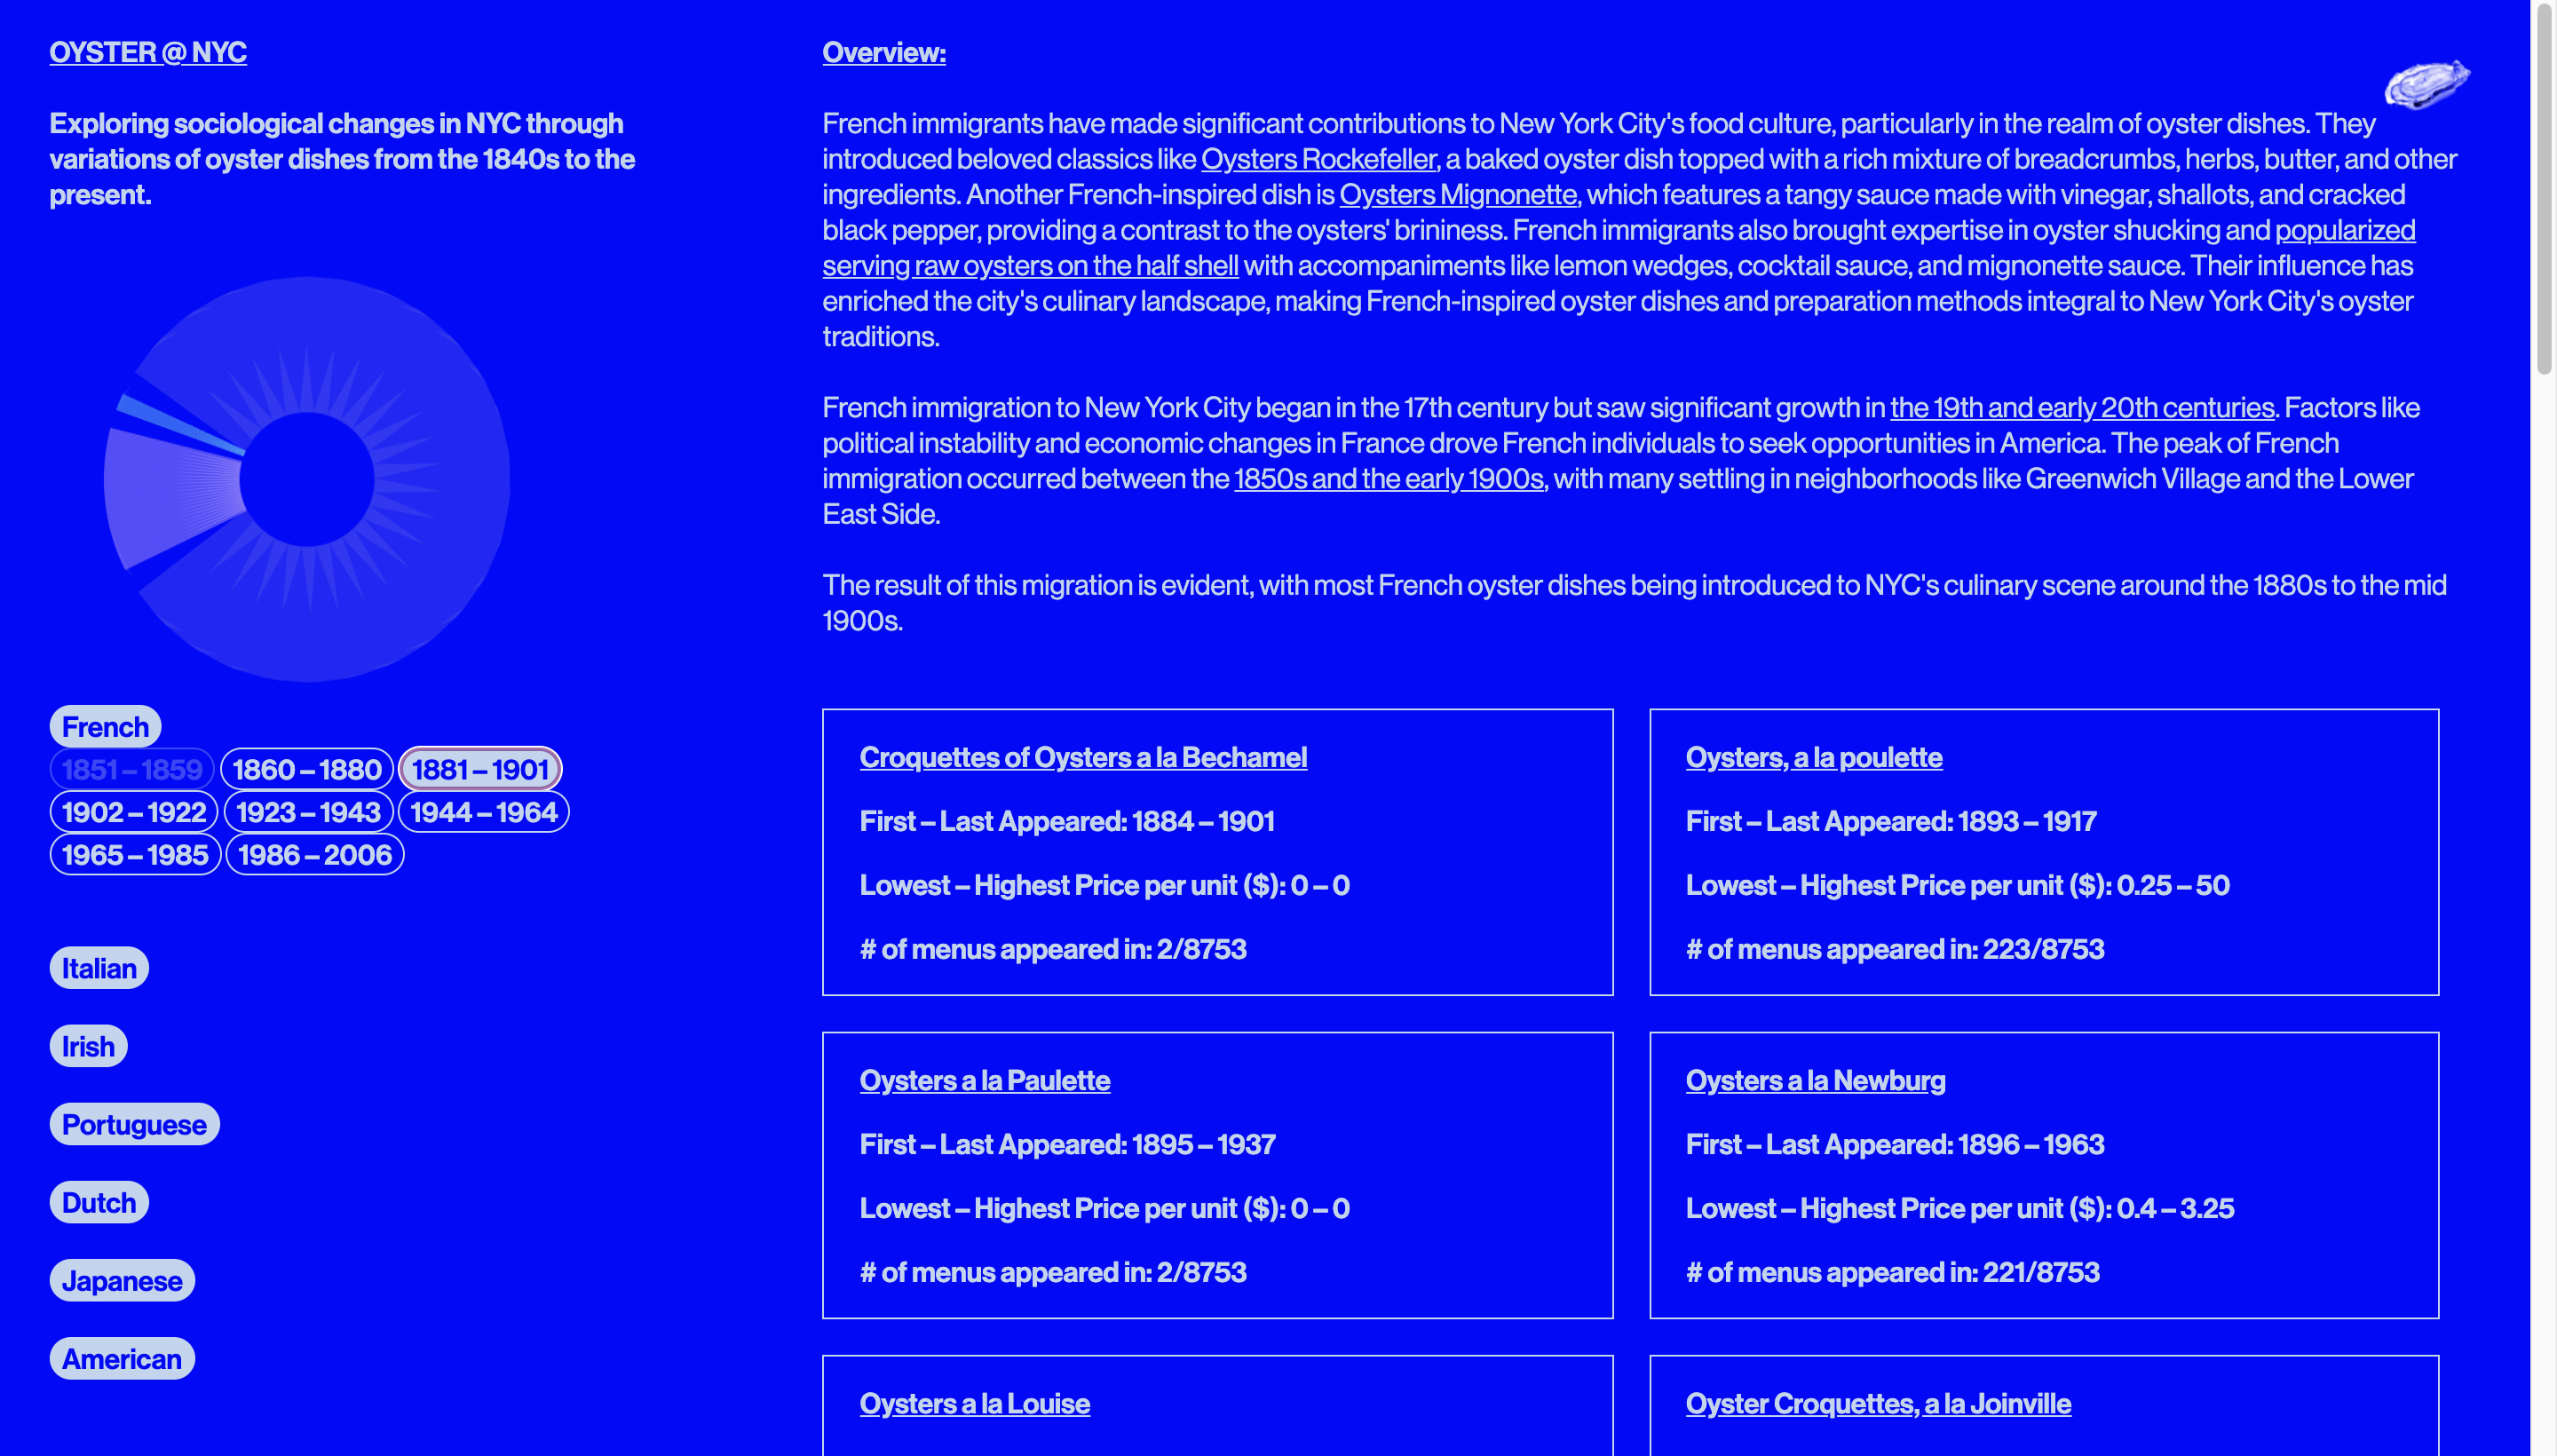 OYSTER @ NYC
Exploring sociological changes in NYC through
variations of oyster dishes from the 1840s to the
present.
French
1851 – 1859
1860 – 1880
1881 – 1901
1902 – 1922
1923 – 1943
1944 – 1964
1965 – 1985
1986 – 2006
Italian
Irish
Portuguese
Dutch
Japanese
American
Overview:
French immigrants have made significant contributions to New York City's food culture, particularly in the realm of oyster dishes. They
introduced beloved classics like Oysters Rockefeller, a baked oyster dish topped with a rich mixture of breadcrumbs, herbs, butter, and other
ingredients. Another French-inspired dish is Oysters Mignonette, which features a tangy sauce made with vinegar, shallots, and cracked
black pepper, providing a contrast to the oysters' brininess. French immigrants also brought expertise in oyster shucking and popularized
serving raw oysters on the half shell with accompaniments like lemon wedges, cocktail sauce, and mignonette sauce. Their influence has
enriched the city's culinary landscape, making French-inspired oyster dishes and preparation methods integral to New York City's oyster
traditions.
French immigration to New York City began in the 17th century but saw significant growth in the 19th and early 20th centuries. Factors like
political instability and economic changes in France drove French individuals to seek opportunities in America. The peak of French
immigration occurred between the 1850s and the early 1900s, with many settling in neighborhoods like Greenwich Village and the Lower
East Side.
The result of this migration is evident, with most French oyster dishes being introduced to NYC's culinary scene around the 1880s to the mid
1900s.
Croquettes of Oysters a la Bechamel
First – Last Appeared: 1884 – 1901
Lowest – Highest Price per unit ($): 0 – 0
# of menus appeared in: 2/8753
Oysters, a la poulette
First – Last Appeared: 1893 – 1917
Lowest – Highest Price per unit ($): 0.25 – 50
# of menus appeared in: 223/8753
Oysters a la Paulette
First – Last Appeared: 1895 – 1937
Lowest – Highest Price per unit ($): 0 – 0
# of menus appeared in: 2/8753
Oysters a la Newburg
First – Last Appeared: 1896 – 1963
Lowest – Highest Price per unit ($): 0.4 – 3.25
# of menus appeared in: 221/8753
Oysters a la Louise
Oyster Croquettes, a la Joinville